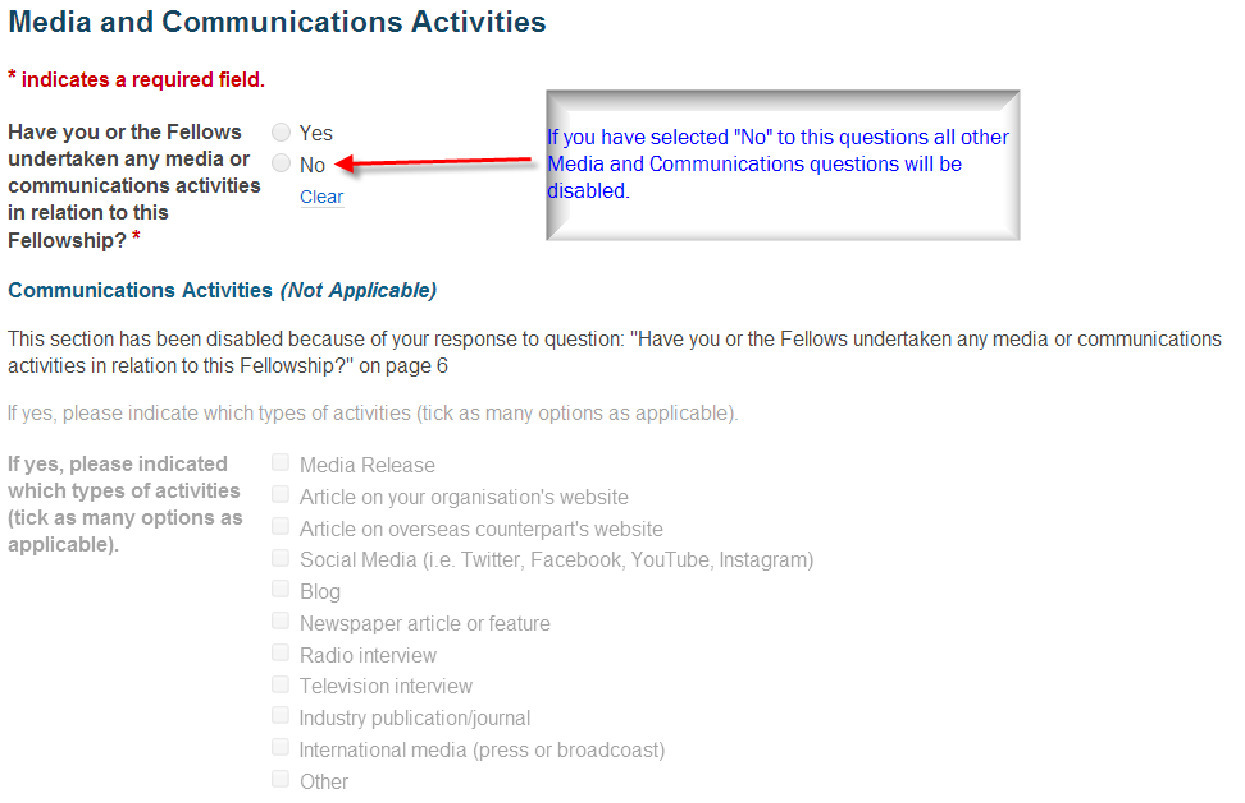 Media and Communications Activities
* indicates a required field.
Have you or the Fellows
undertaken any media or
communications activities
in relation to this
Fellowship? *
Yes
No
Clear
If you have selected "No" to this questions all other
Media and Communications questions will be
disabled.
Communications Activities (Not Applicable)
This section has been disabled because of your response to question: "Have you or the Fellows undertaken any media or communications
activities in relation to this Fellowship?" on page 6
If yes, please indicate which types of activities (tick as many options as applicable).
If yes, please indicated
which types of activities
(tick as many options as
applicable).
Media Release
Article on your organisation's website
Article on overseas counterpart's website
Social Media (i.e. Twitter, Facebook, YouTube, Instagram)
Blog
Newspaper article or feature
Radio interview
Television interview
Industry publication/journal
International media (press or broadcoast)
Other